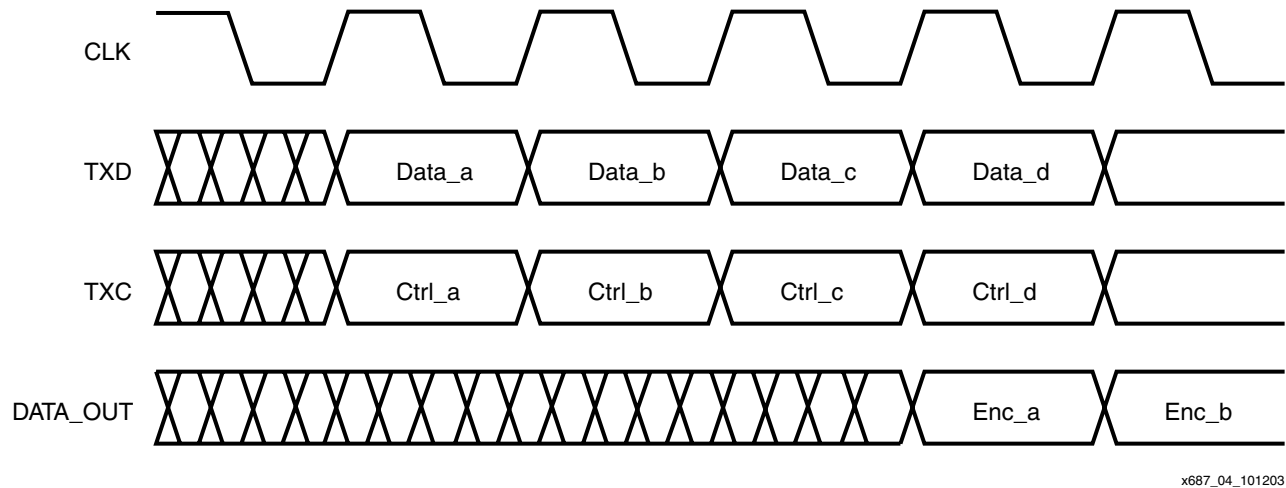 CLK
TXD Data_a Data_b Data_c Data_d
TXC Ctrl_a Ctrl_b Ctrl_c Ctrl_d
DATA_OUT Enc_a Enc_b
x687_04_101203